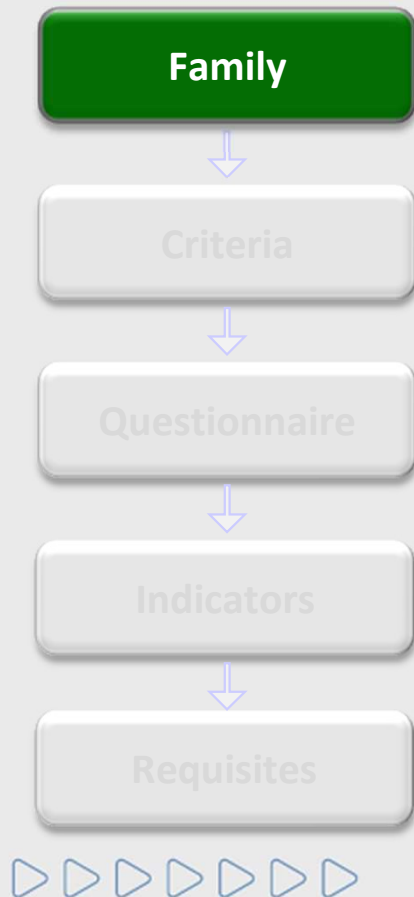 Family
Criteria
Questionnaire
Indicators
Requisites